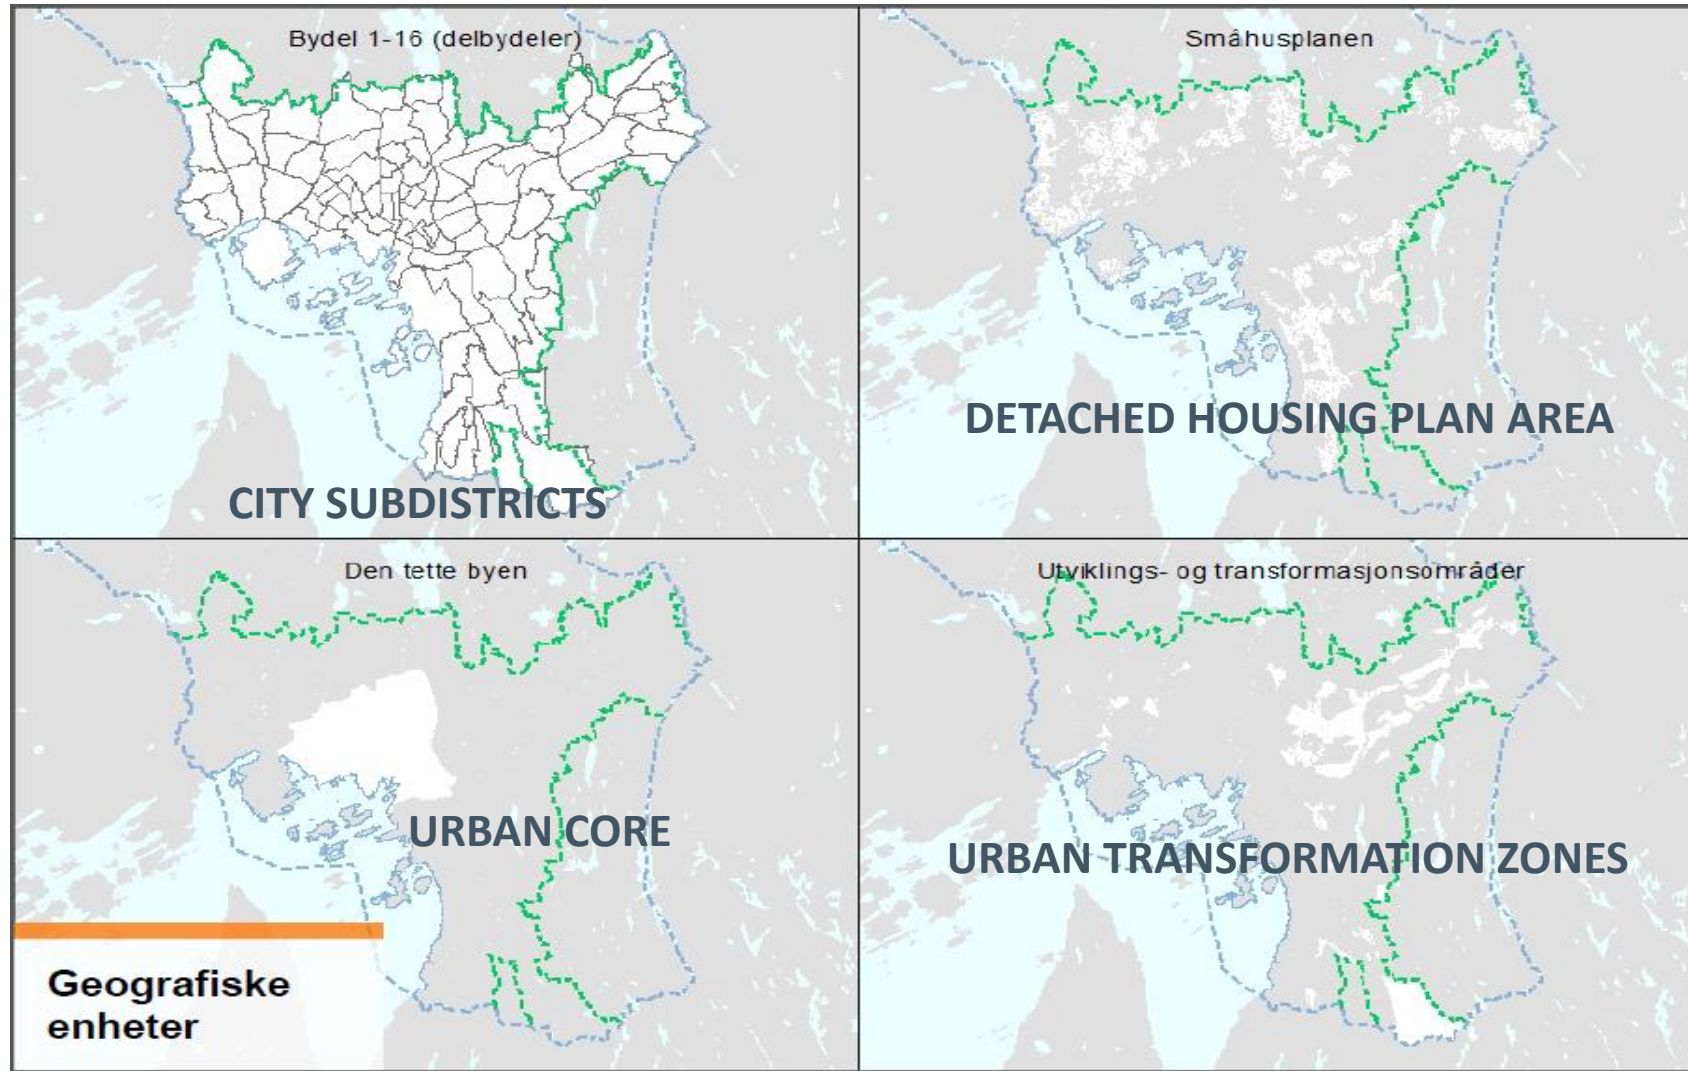 Bydel 1-16 (delbydeler)
CITY SUBDISTRICTS
Småhusplanen
DETACHED HOUSING PLAN AREA
Den tette byen
URBAN CORE
Geografiske
enheter
Utviklings- og transformasjonsområder
URBAN TRANSFORMATION ZONES